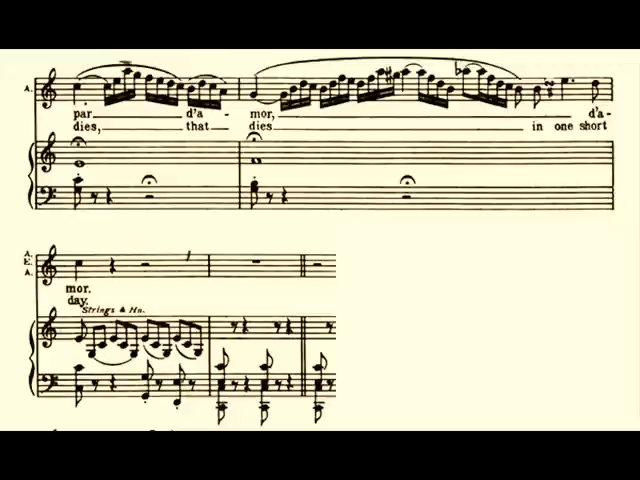 A.
par d'a- mor, d'a-
dies, that dies in one short
A.
E.
A.
mor.
day.
Strings & Hn.